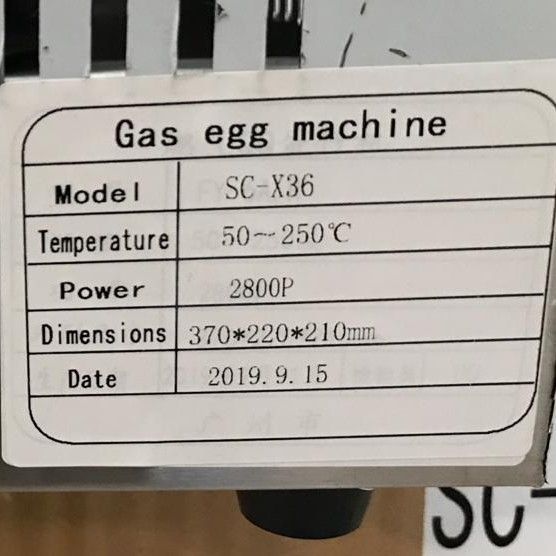 Gas egg machine
Model SC-X36
Temperature 50~250℃
Power 2800P
Dimensions 370*220*210mm
Date 2019.9.15
SC-